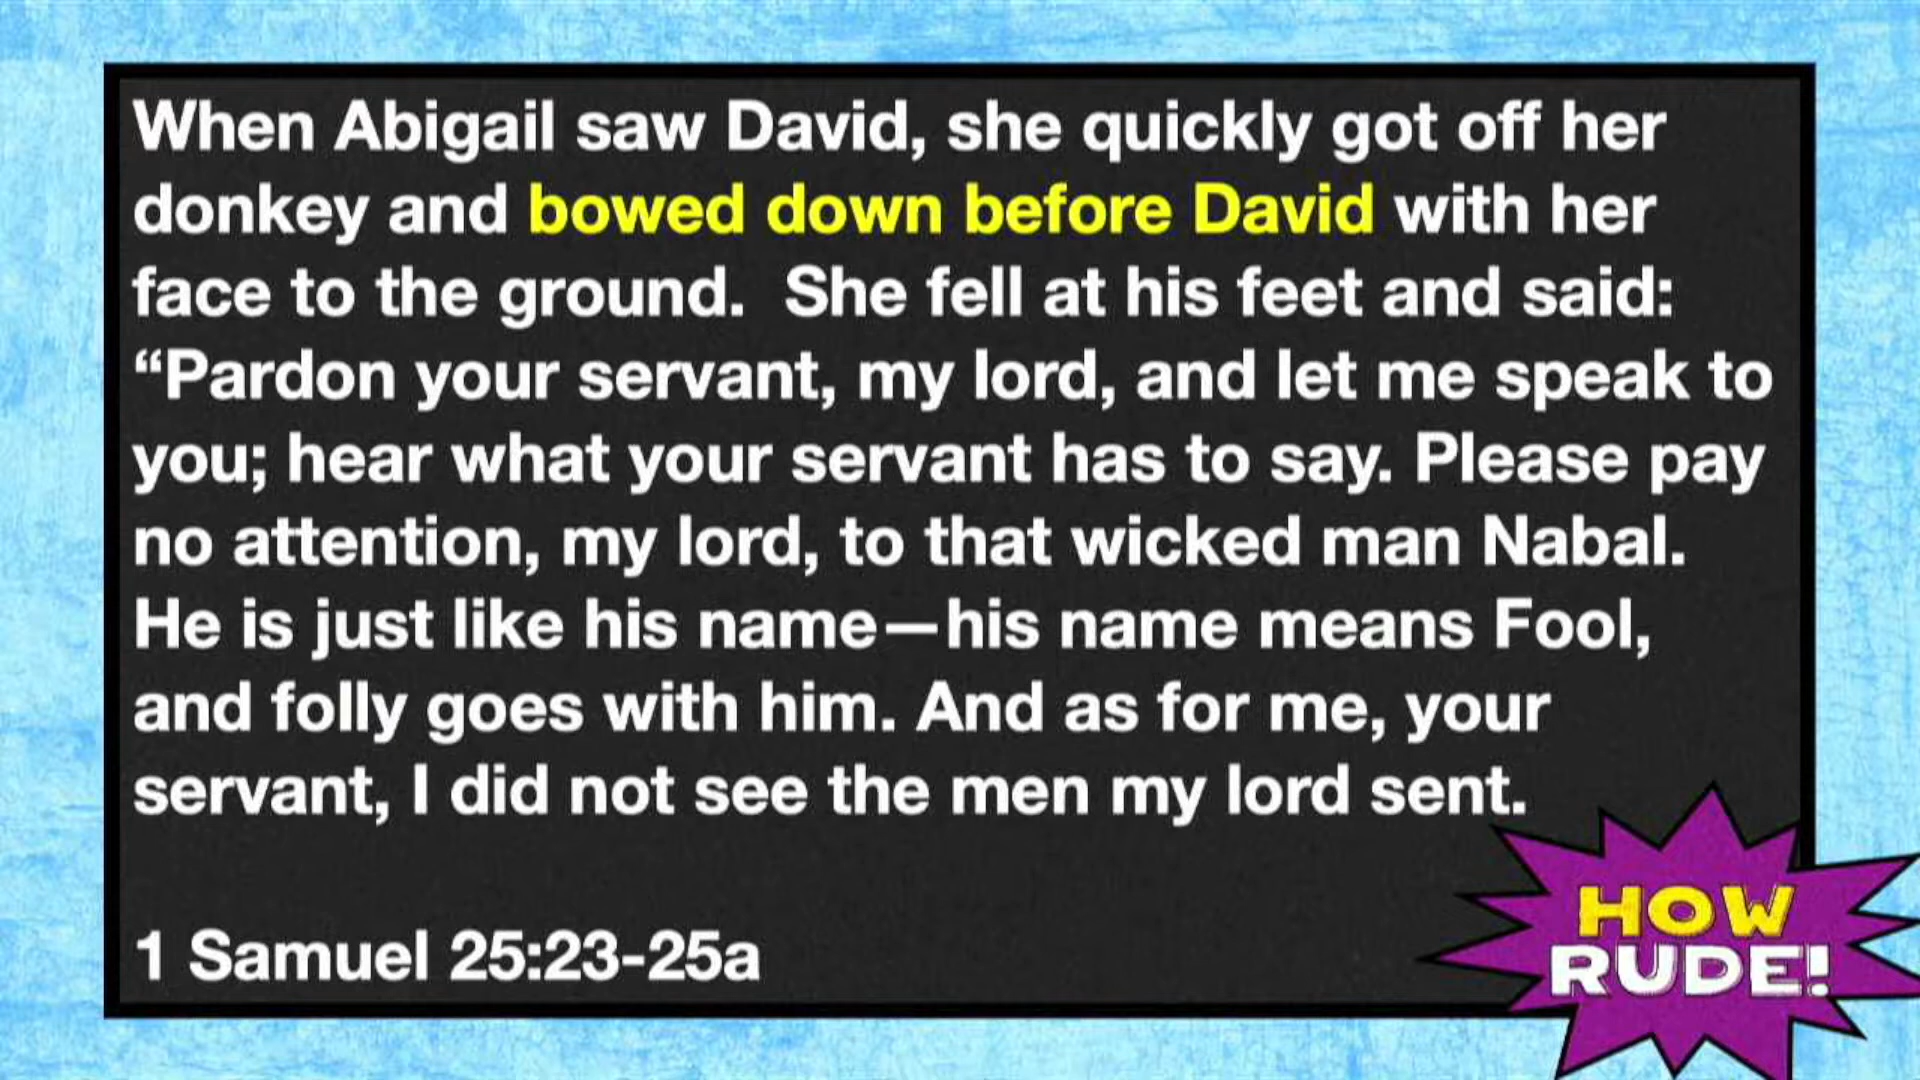 When Abigail saw David, she quickly got off her
donkey and bowed down before David with her
face to the ground.  She fell at his feet and said:
“Pardon your servant, my lord, and let me speak to
you; hear what your servant has to say. Please pay
no attention, my lord, to that wicked man Nabal.
He is just like his name—his name means Fool,
and folly goes with him. And as for me, your
servant, I did not see the men my lord sent.
1 Samuel 25:23-25a
HOW
RUDE!